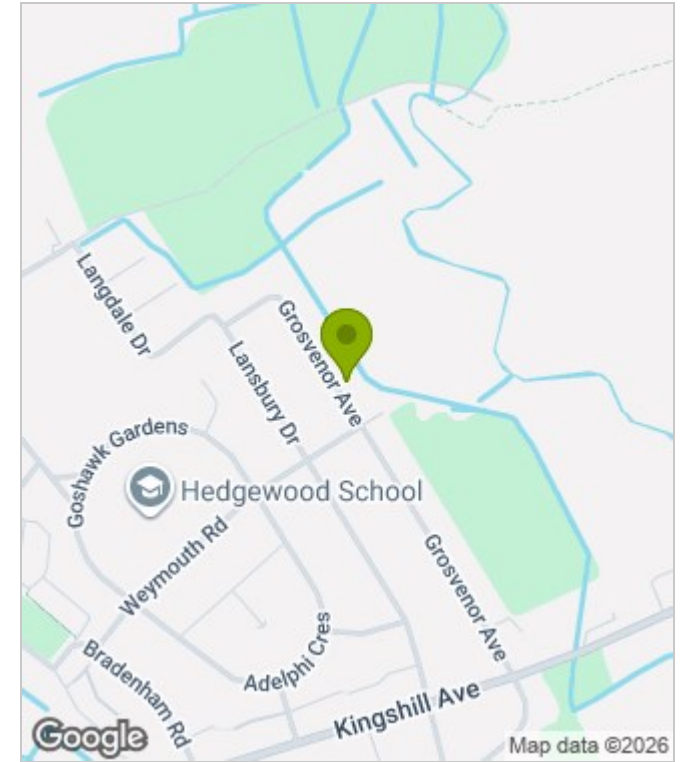 Langdale Dr
Grosvenor Ave
Lansbury Dr
Goshawk Gardens
Hedgewood School
Weymouth Rd
Grosvenor Ave
Adelphi Cres
Bradenham Rd
Kingshill Ave
Google
Map data ©2026